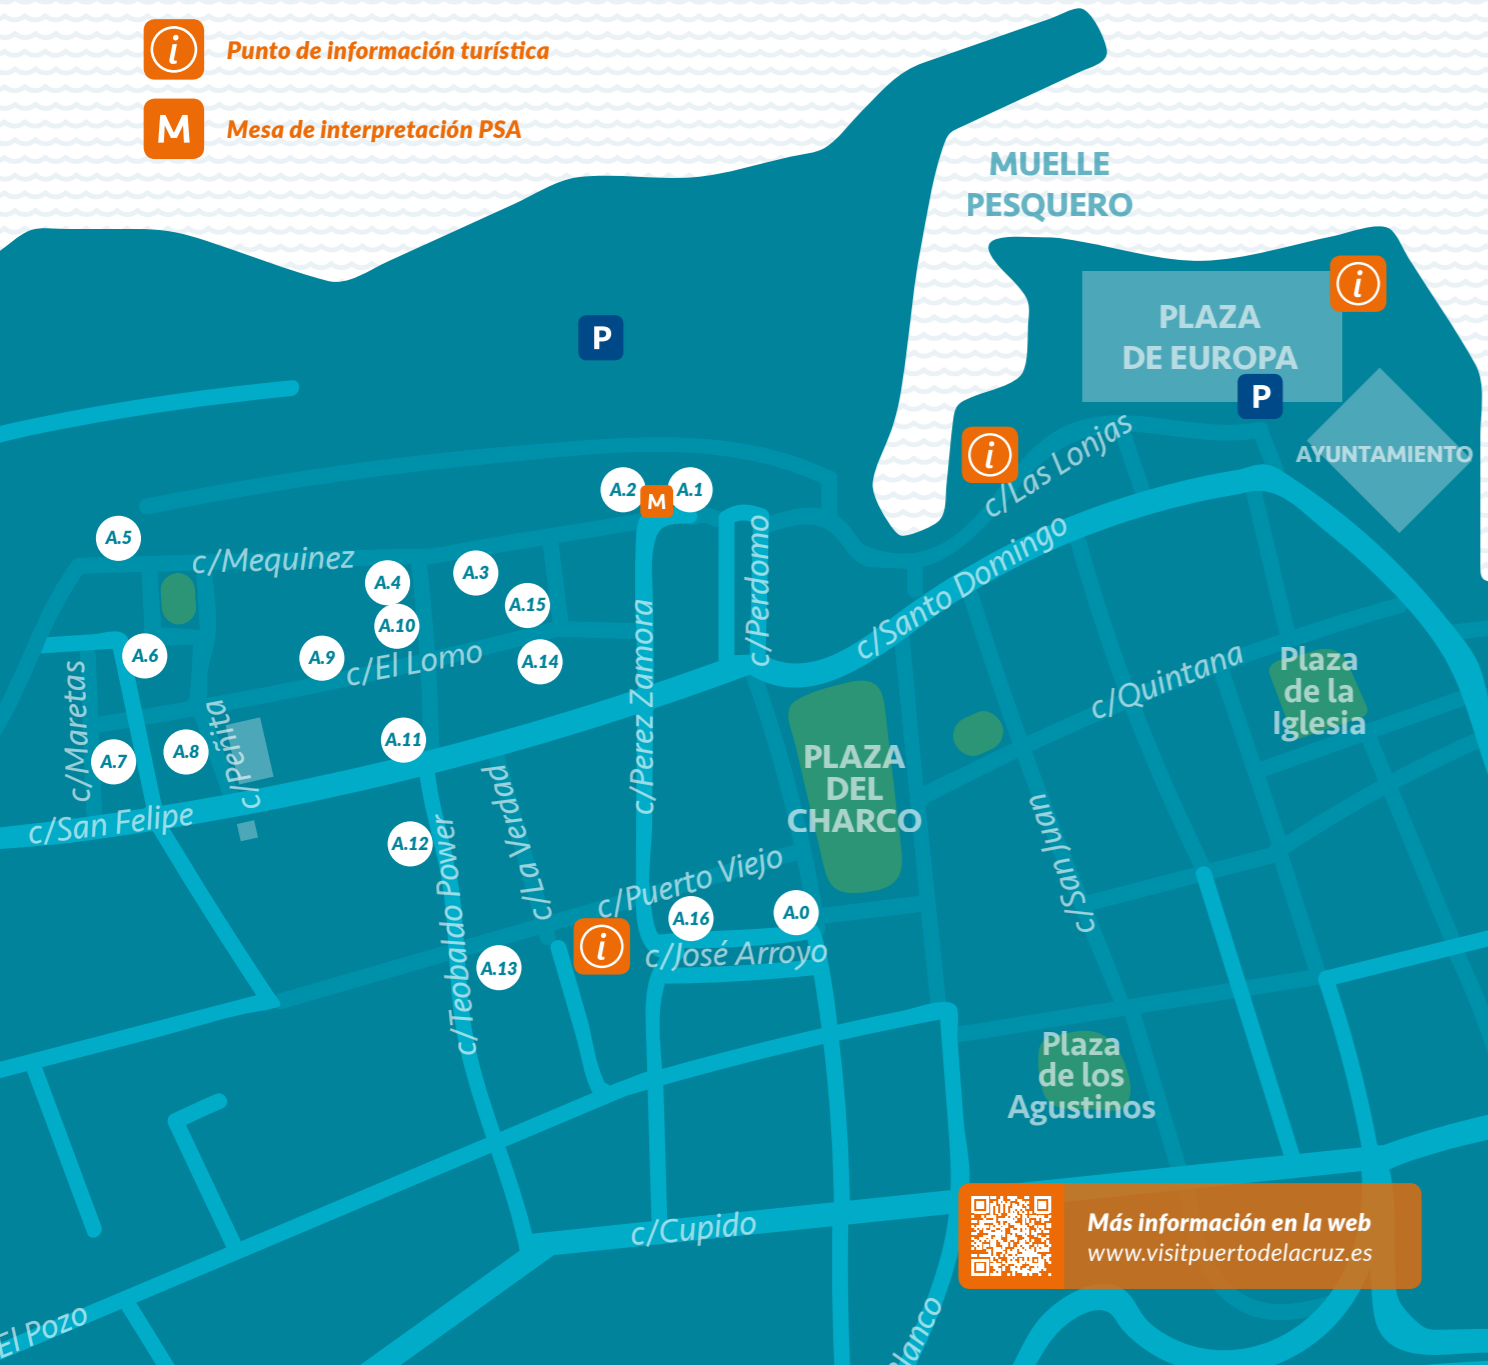 i
Punto de información turística
M
Mesa de interpretación PSA
MUELLE
PESQUERO
i
PLAZA
DE EUROPA
P
P
AYUNTAMIENTO
i
c/Las Lonjas
A.2
M
A.1
A.5
c/Mequinez
A.4
A.3
A.15
A.10
A.6
A.9
c/El Lomo
A.14
c/Perez Zamora
c/Perdomo
c/Santo Domingo
c/Quintana
Plaza
de la
Iglesia
c/Maretas
A.7
A.8
c/Peñita
A.11
c/San Felipe
PLAZA
DEL
CHARCO
A.12
c/Teobaldo Power
c/La Verdad
c/Puerto Viejo
c/San Juan
A.16
A.0
i
c/José Arroyo
A.13
Plaza
de los
Agustinos
c/Cupido
Más información en la web
www.visitpuertodelacruz.es
El Pozo
lanco